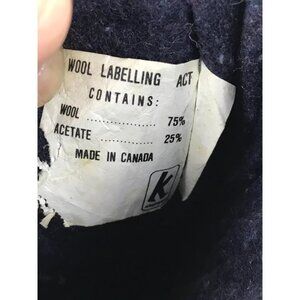 WOOL LABELLING ACT
CONTAINS:
WOOL .................... 75%
ACETATE .............. 25%
MADE IN CANADA
K